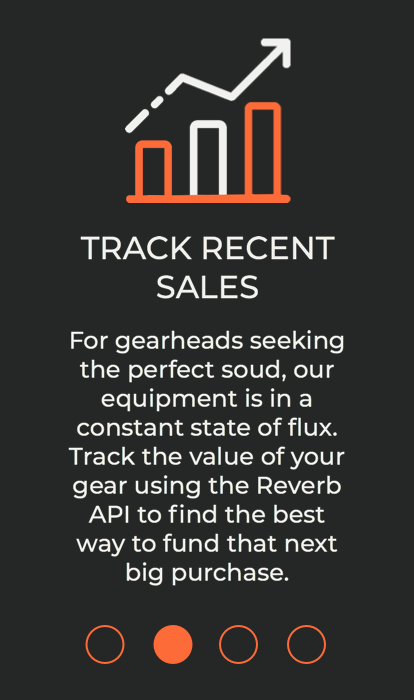 TRACK RECENT
SALES
For gearheads seeking
the perfect soud, our
equipment is in a
constant state of flux.
Track the value of your
gear using the Reverb
API to find the best
way to fund that next
big purchase.